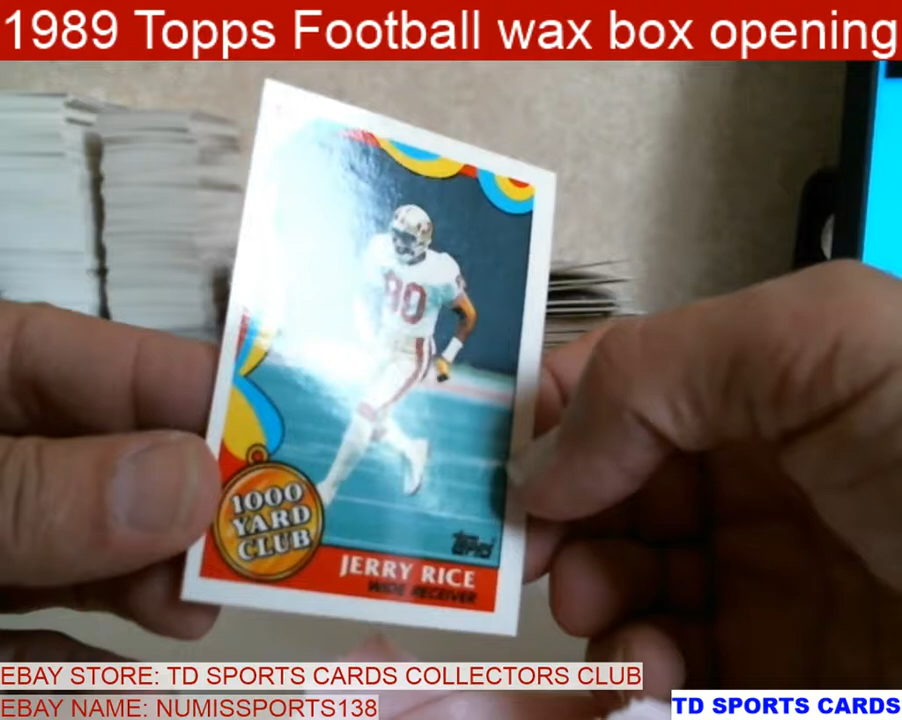 1989 Topps Football wax box opening
80
1000
YARD
CLUB
Topps
JERRY RICE
WIDE RECEIVER
EBAY STORE: TD SPORTS CARDS COLLECTORS CLUB
EBAY NAME: NUMISSPORTS138
TD SPORTS CARDS